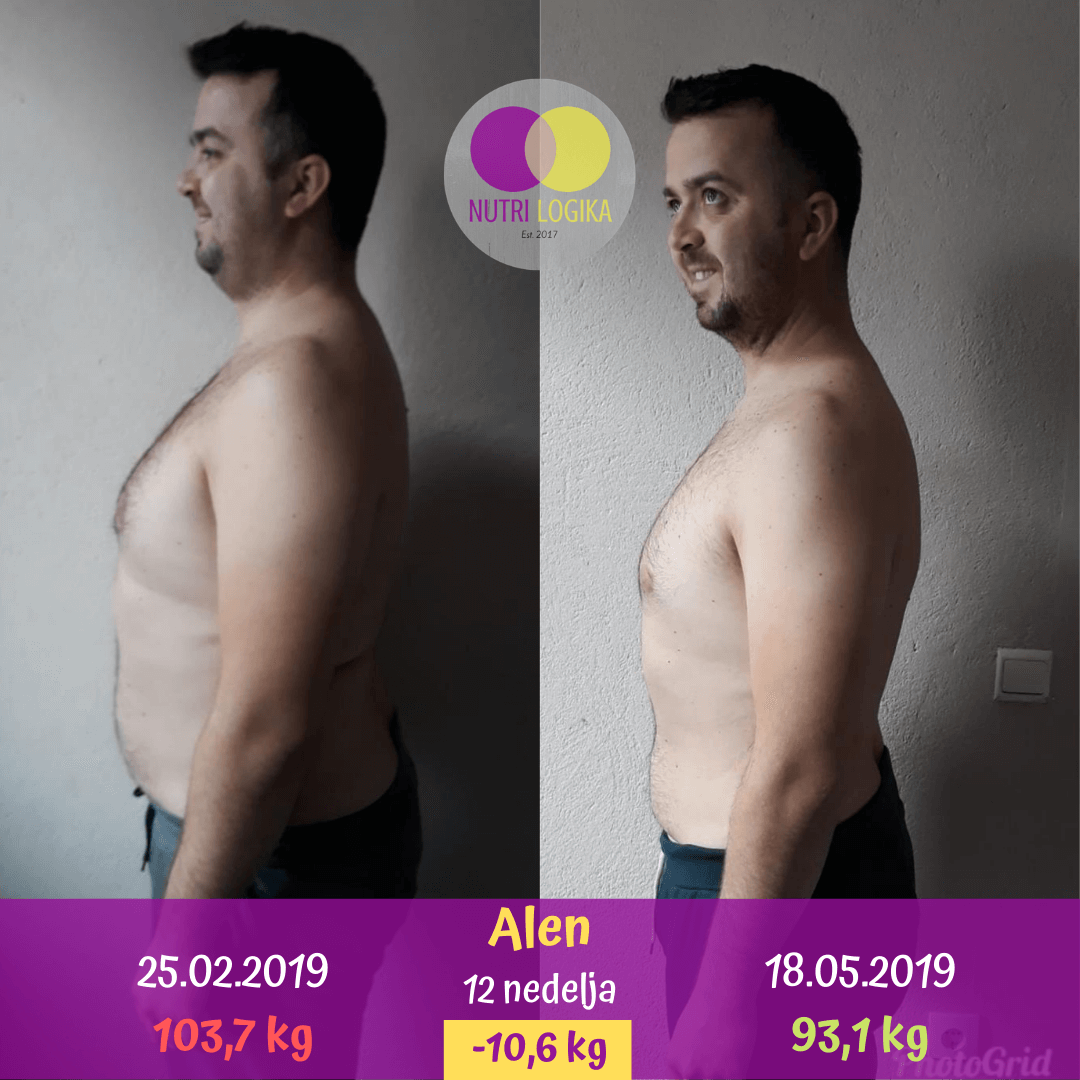 NUTRI LOGIKA
Est. 2017
Alen
25.02.2019
12 nedelja
18.05.2019
103,7 kg
-10,6 kg
93,1 kg
PhotoGrid